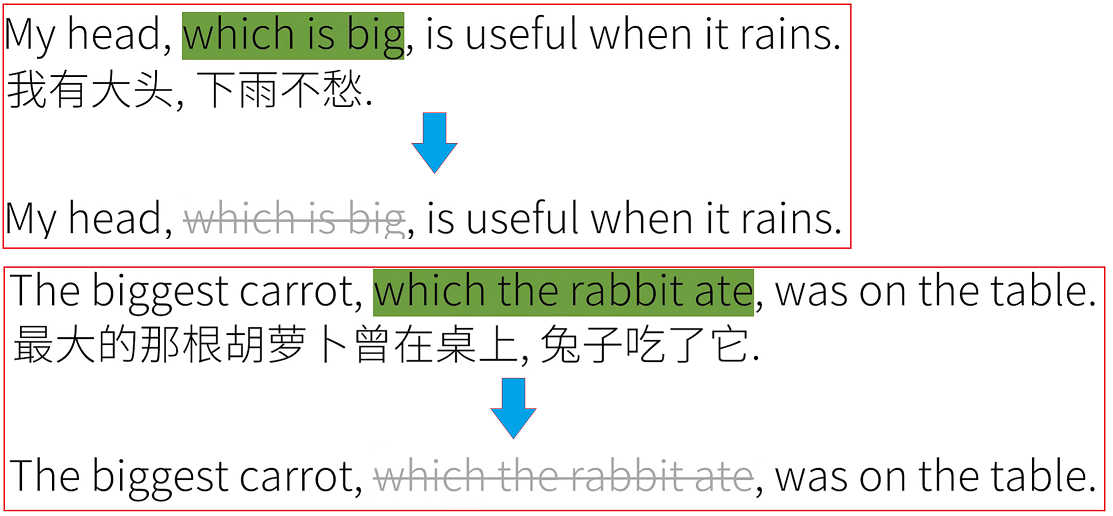 My head, which is big, is useful when it rains.
我有大头, 下雨不愁.
My head, which is big, is useful when it rains.
The biggest carrot, which the rabbit ate, was on the table.
最大的那根胡萝卜曾在桌上, 兔子吃了它.
The biggest carrot, which the rabbit ate, was on the table.